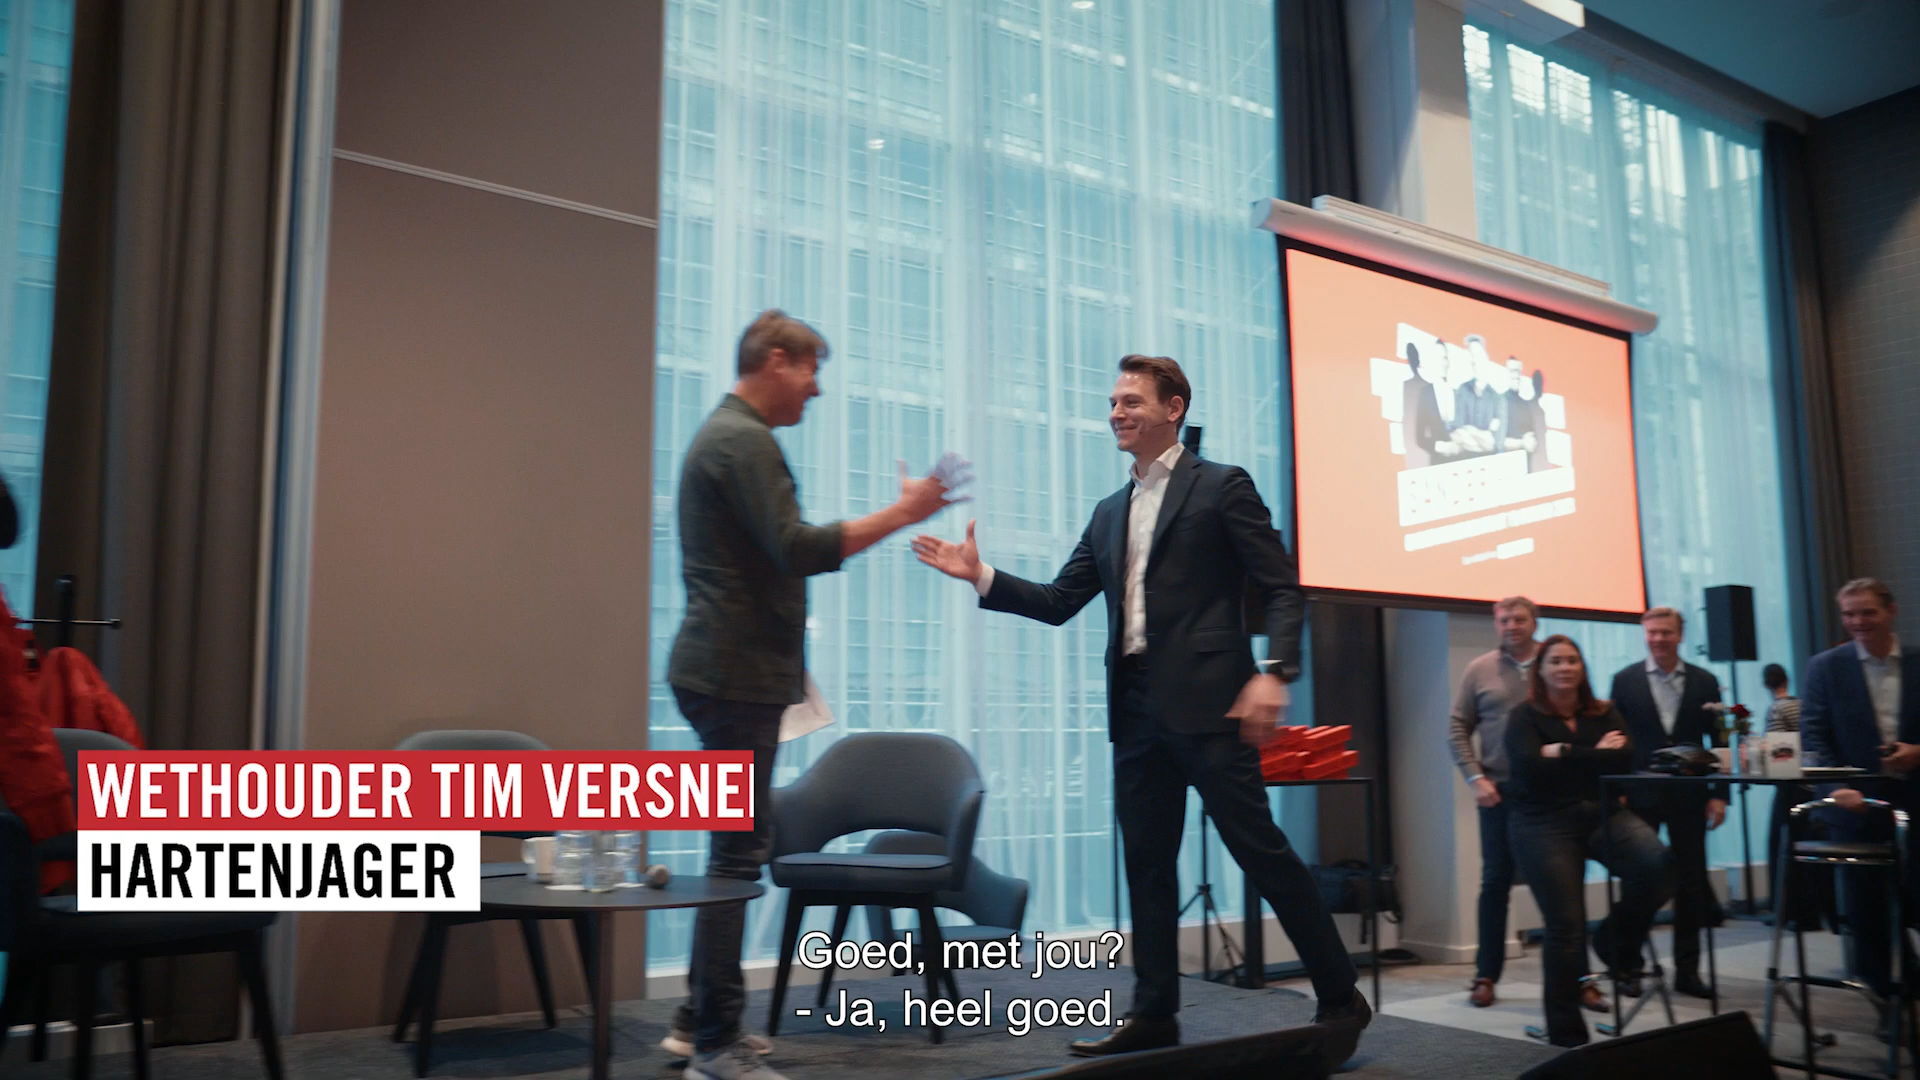 WETHOUDER TIM VERSNE
HARTENJAGER
Goed, met jou?
- Ja, heel goed.